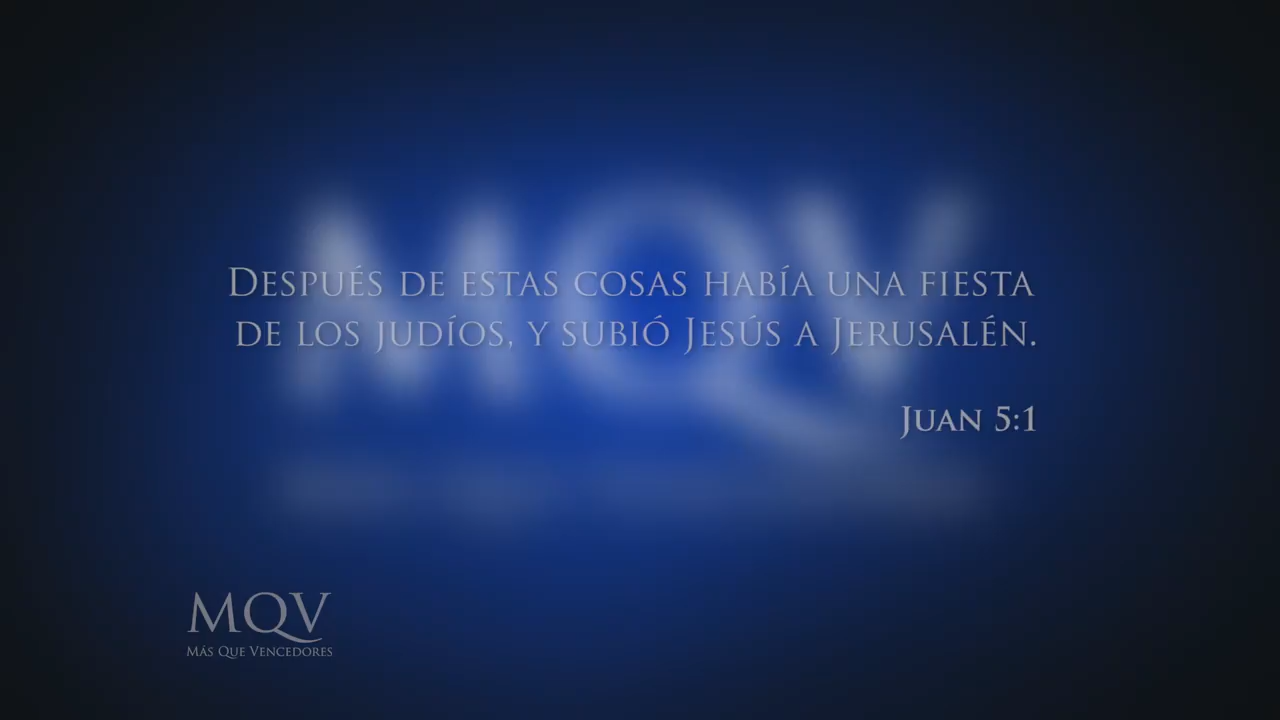 Después de estas cosas había una fiesta
de los judíos, y subió Jesús a Jerusalén.
Juan 5:1
MQV
Más Que Vencedores